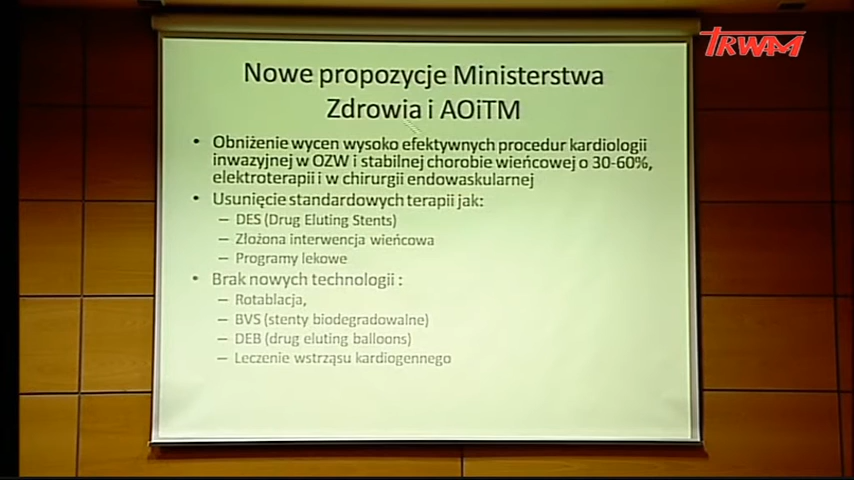 TRWAM
Nowe propozycje Ministerstwa
Zdrowia i AOiTM
• Obniżenie wycen wysoko efektywnych procedur kardiologii
inwazyjnej w OZW i stabilnej chorobie wieńcowej o 30-60%,
elektroterapii i w chirurgii endowaskularnej
• Usunięcie standardowych terapii jak:
– DES (Drug Eluting Stents)
– Złożona interwencja wieńcowa
– Programy lekowe
• Brak nowych technologii :
– Rotablacja,
– BVS (stenty biodegradowalne)
– DEB (drug eluting balloons)
– Leczenie wstrząsu kardiogennego